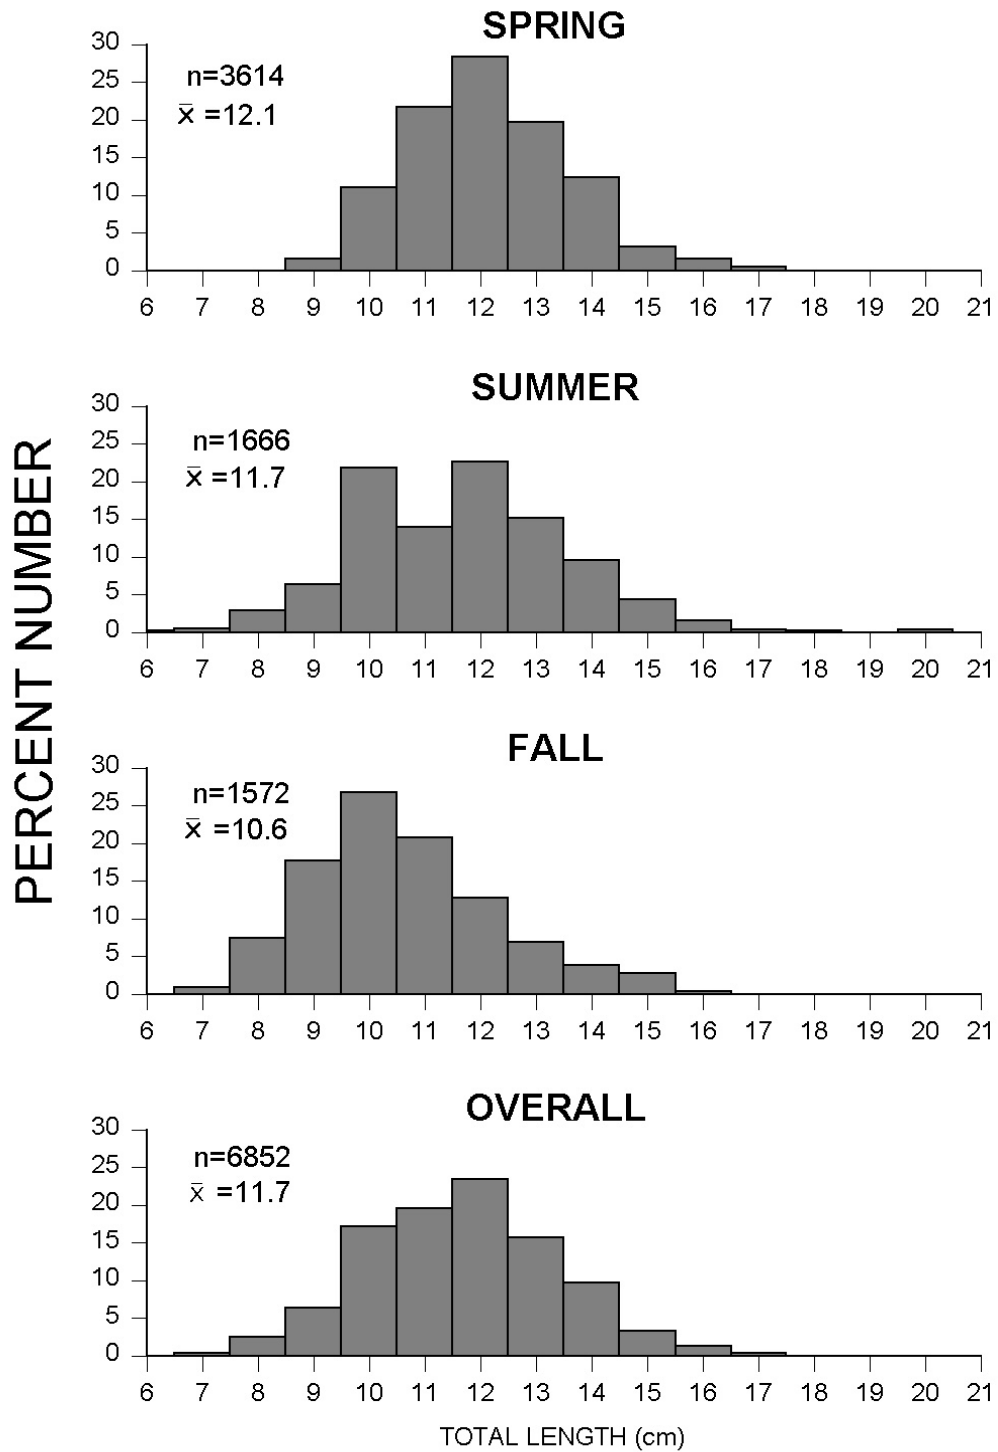 SPRING
n=3614
x̄ =12.1
30
25
20
15
10
5
0
6 7 8 9 10 11 12 13 14 15 16 17 18 19 20 21
SUMMER
n=1666
x̄ =11.7
30
25
20
15
10
5
0
6 7 8 9 10 11 12 13 14 15 16 17 18 19 20 21
PERCENT NUMBER
FALL
n=1572
x̄ =10.6
30
25
20
15
10
5
0
6 7 8 9 10 11 12 13 14 15 16 17 18 19 20 21
OVERALL
n=6852
x̄ =11.7
30
25
20
15
10
5
0
6 7 8 9 10 11 12 13 14 15 16 17 18 19 20 21
TOTAL LENGTH (cm)